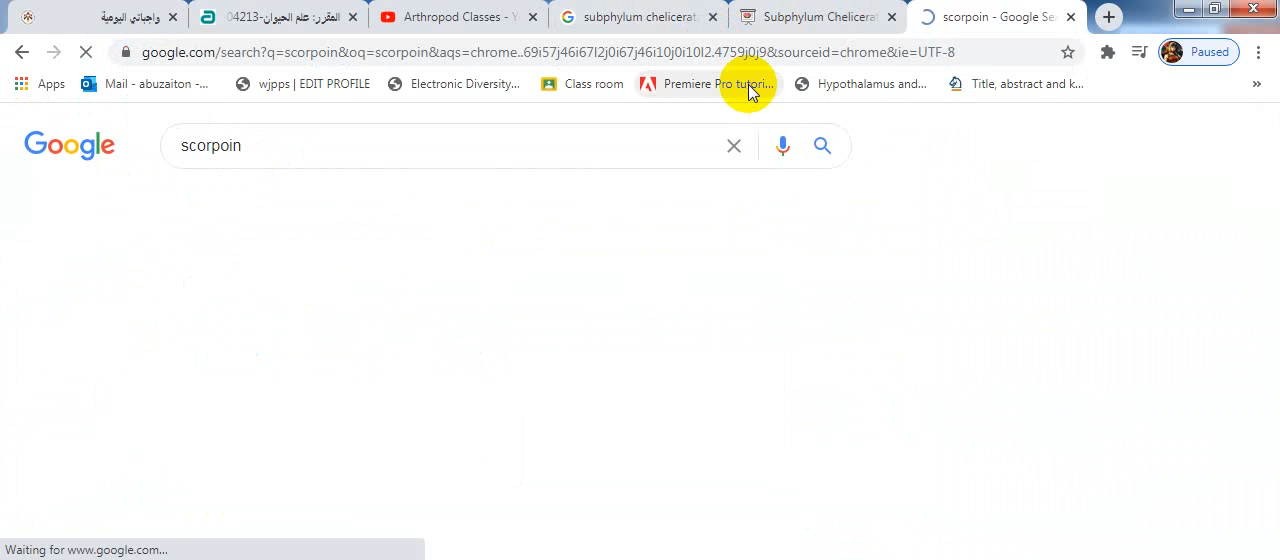 واجباتي اليومية
المقرر: علم الحيوان-04213
Arthropod Classes - Y
subphylum chelicerat
Subphylum Chelicerat
scorpoin - Google Se
google.com/search?q=scorpoin&oq=scorpoin&aqs=chrome..69i57j46i67l2j0i67j46i10j0i10l2.4759j0j9&sourceid=chrome&ie=UTF-8
Paused
Apps
Mail - abuzaiton -...
wjpps | EDIT PROFILE
Electronic Diversity...
Class room
Premiere Pro tutori...
Hypothalamus and...
Title, abstract and k...
»
Google
scorpoin
Waiting for www.google.com...